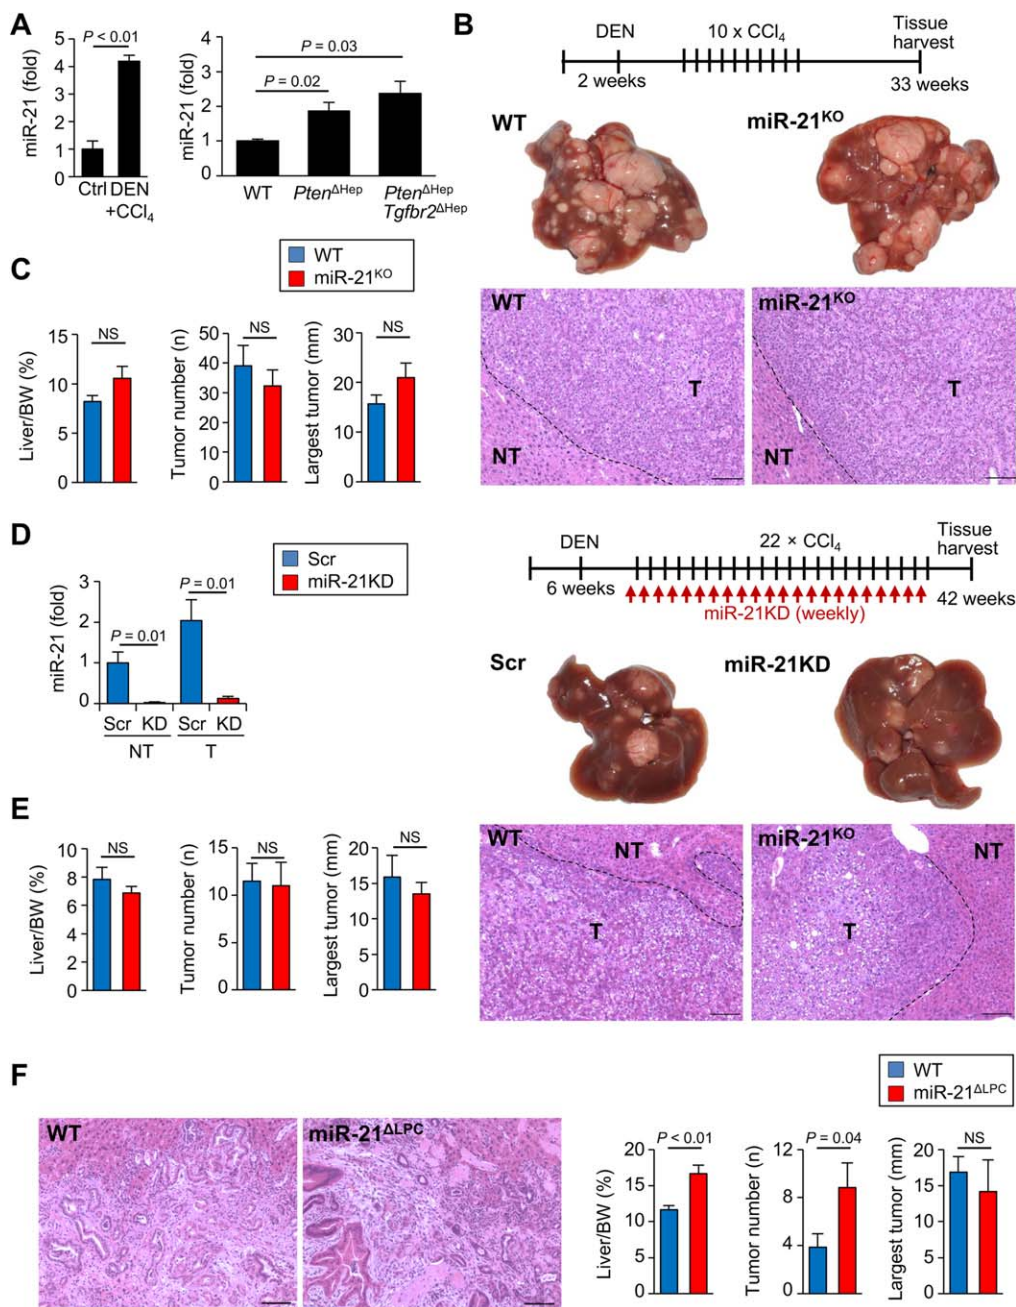 A
miR-21 (fold)
5
4
3
2
1
0
P < 0.01
Ctrl DEN
+CCl4
miR-21 (fold)
5
4
2
1
0
P = 0.03
P = 0.02
WT
PtenΔHep
PtenΔHep
Tgfbr2ΔHep
B
DEN
10 x CCl4
Tissue
harvest
2 weeks
33 weeks
WT
miR-21KO
WT
T
NT
miR-21KO
T
NT
C
WT
miR-21KO
Liver/BW (%)
15
10
5
0
NS
Tumor number (n)
50
40
30
20
10
0
NS
Largest tumor (mm)
30
20
10
0
NS
D
Scr
miR-21KD
miR-21 (fold)
3
2
1
0
P = 0.01
P = 0.01
Scr KD
Scr KD
NT
T
DEN
22 × CCl4
Tissue
harvest
6 weeks
miR-21KD (weekly)
42 weeks
Scr
miR-21KD
WT
NT
T
miR-21KO
NT
T
E
Liver/BW (%)
10
8
6
4
2
0
NS
Tumor number (n)
15
10
5
0
NS
Largest tumor (mm)
20
15
10
5
0
NS
F
WT
miR-21ΔLPC
WT
miR-21ΔLPC
Liver/BW (%)
20
15
10
5
0
P < 0.01
Tumor number (n)
12
8
4
0
P = 0.04
Largest tumor (mm)
20
15
10
5
0
NS